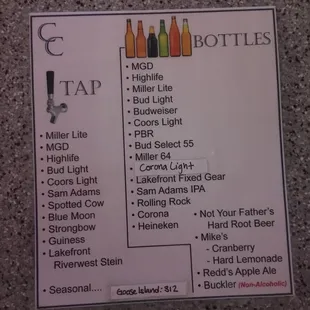 CC
TAP
• Miller Lite
• MGD
• Highlife
• Bud Light
• Coors Light
• Sam Adams
• Spotted Cow
• Blue Moon
• Strongbow
• Guiness
• Lakefront
Riverwest Stein
• Seasonal....
Goose Island: 312
BOTTLES
• MGD
• Highlife
• Miller Lite
• Bud Light
• Budweiser
• Coors Light
• PBR
• Bud Select 55
• Miller 64
Corona Light
• Lakefront Fixed Gear
• Sam Adams IPA
• Rolling Rock
• Corona
• Heineken
• Not Your Father's
Hard Root Beer
• Mike's
- Cranberry
- Hard Lemonade
• Redd's Apple Ale
• Buckler (Non-Alcoholic)